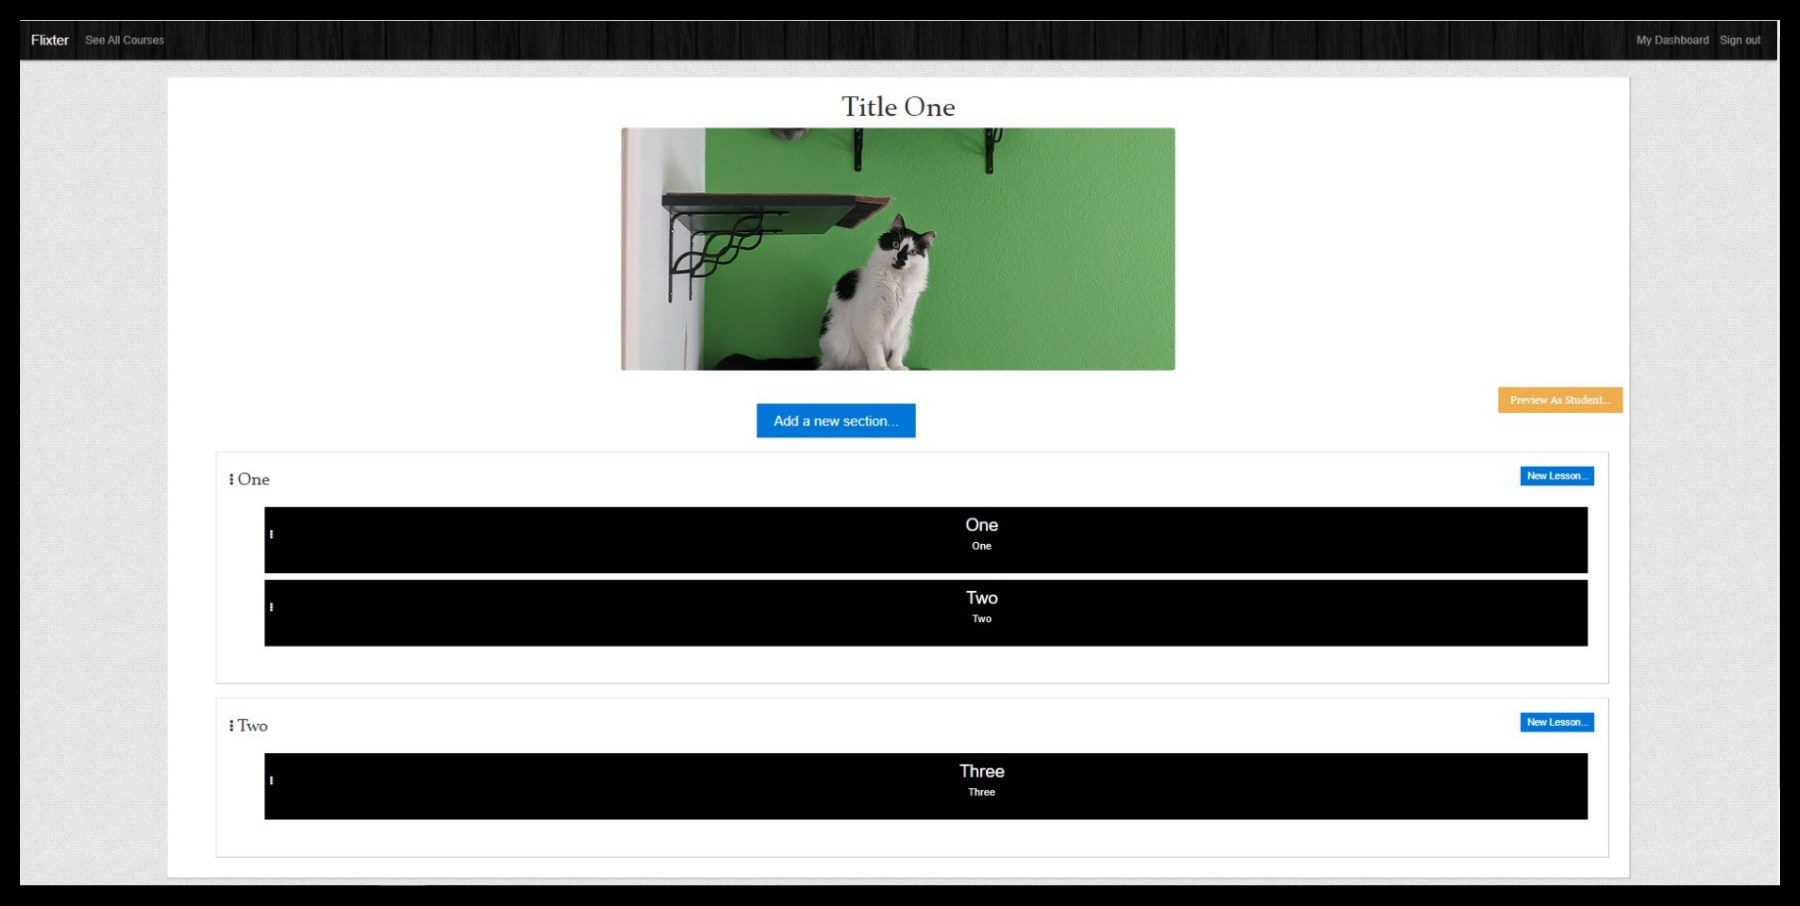 Flixter See All Courses My Dashboard Sign out
Title One
Preview As Student...
Add a new section...
One New Lesson...
One
One
Two
Two
Two New Lesson...
Three
Three